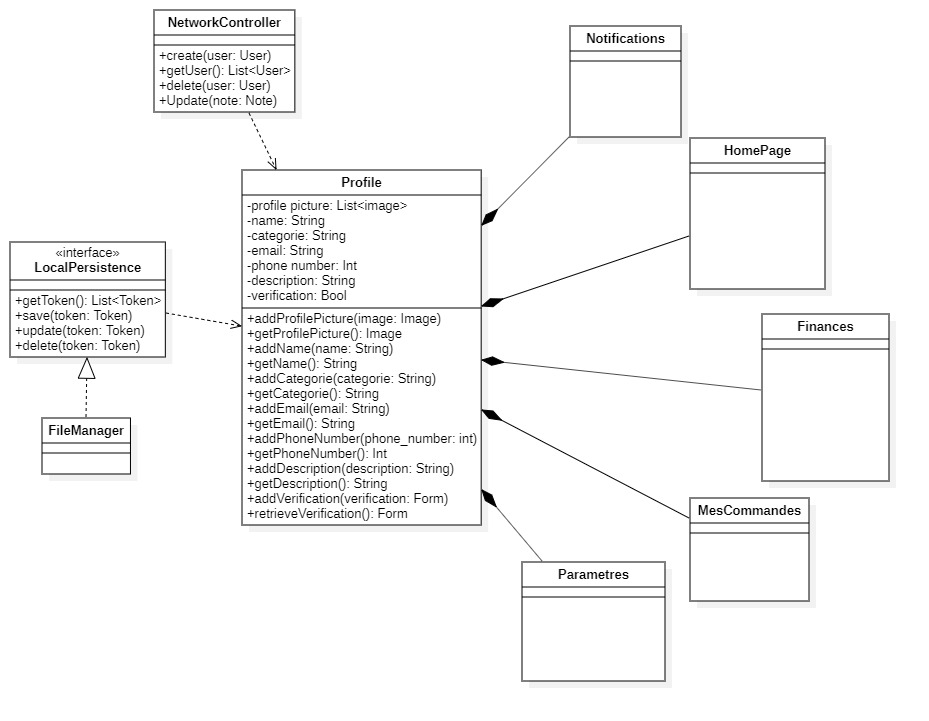 NetworkController
+create(user: User)
+getUser(): List<User>
+delete(user: User)
+Update(note: Note)
Notifications
HomePage
Profile
-profile picture: List<image>
-name: String
-categorie: String
-email: String
-phone number: Int
-description: String
-verification: Bool
+addProfilePicture(image: Image)
+getProfilePicture(): Image
+addName(name: String)
+getName(): String
+addCategorie(categorie: String)
+getCategorie(): String
+addEmail(email: String)
+getEmail(): String
+addPhoneNumber(phone_number: int)
+getPhoneNumber(): Int
+addDescription(description: String)
+getDescription(): String
+addVerification(verification: Form)
+retrieveVerification(): Form
«interface»
LocalPersistence
+getToken(): List<Token>
+save(token: Token)
+update(token: Token)
+delete(token: Token)
FileManager
Finances
MesCommandes
Parametres